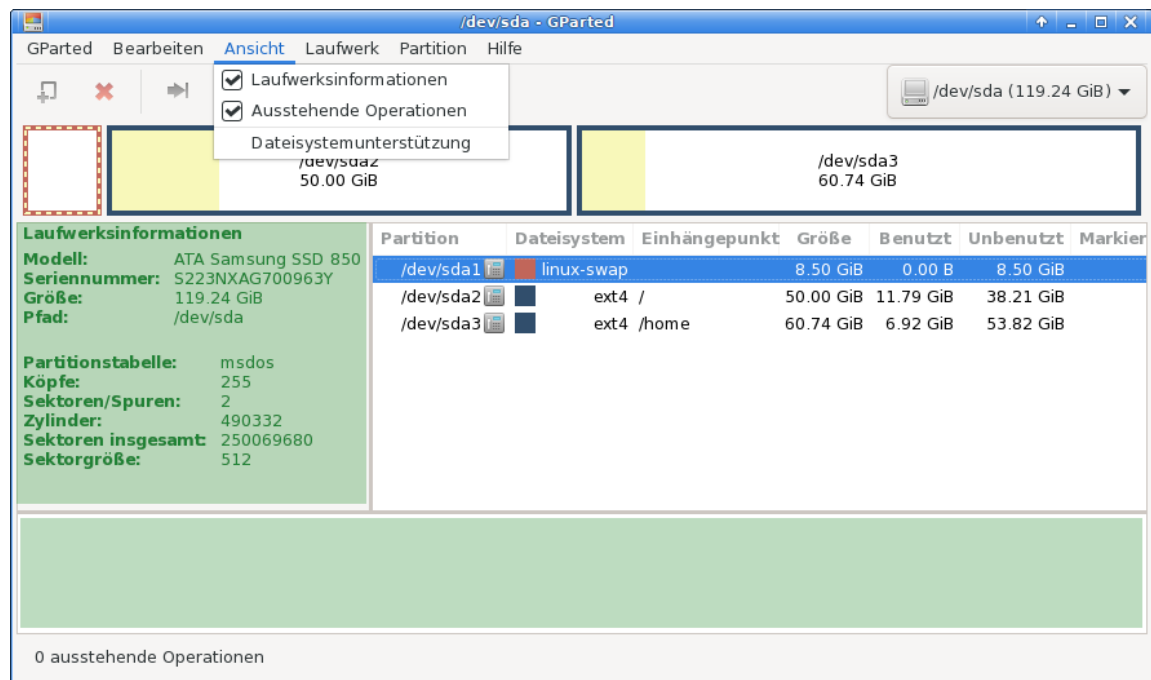 /dev/sda - GParted
GParted Bearbeiten Ansicht Laufwerk Partition Hilfe
Laufwerksinformationen
Ausstehende Operationen
Dateisystemunterstützung
/dev/sda (119.24 GiB)
/dev/sda2
50.00 GiB
/dev/sda3
60.74 GiB
Laufwerksinformationen
Modell: ATA Samsung SSD 850
Seriennummer: S223NXAG700963Y
Größe: 119.24 GiB
Pfad: /dev/sda
Partitionstabelle: msdos
Köpfe: 255
Sektoren/Spuren: 2
Zylinder: 490332
Sektoren insgesamt: 250069680
Sektorgröße: 512
Partition Dateisystem Einhängepunkt Größe Benutzt Unbenutzt Markier
/dev/sda1 linux-swap 8.50 GiB 0.00 B 8.50 GiB
/dev/sda2 ext4 / 50.00 GiB 11.79 GiB 38.21 GiB
/dev/sda3 ext4 /home 60.74 GiB 6.92 GiB 53.82 GiB
0 ausstehende Operationen